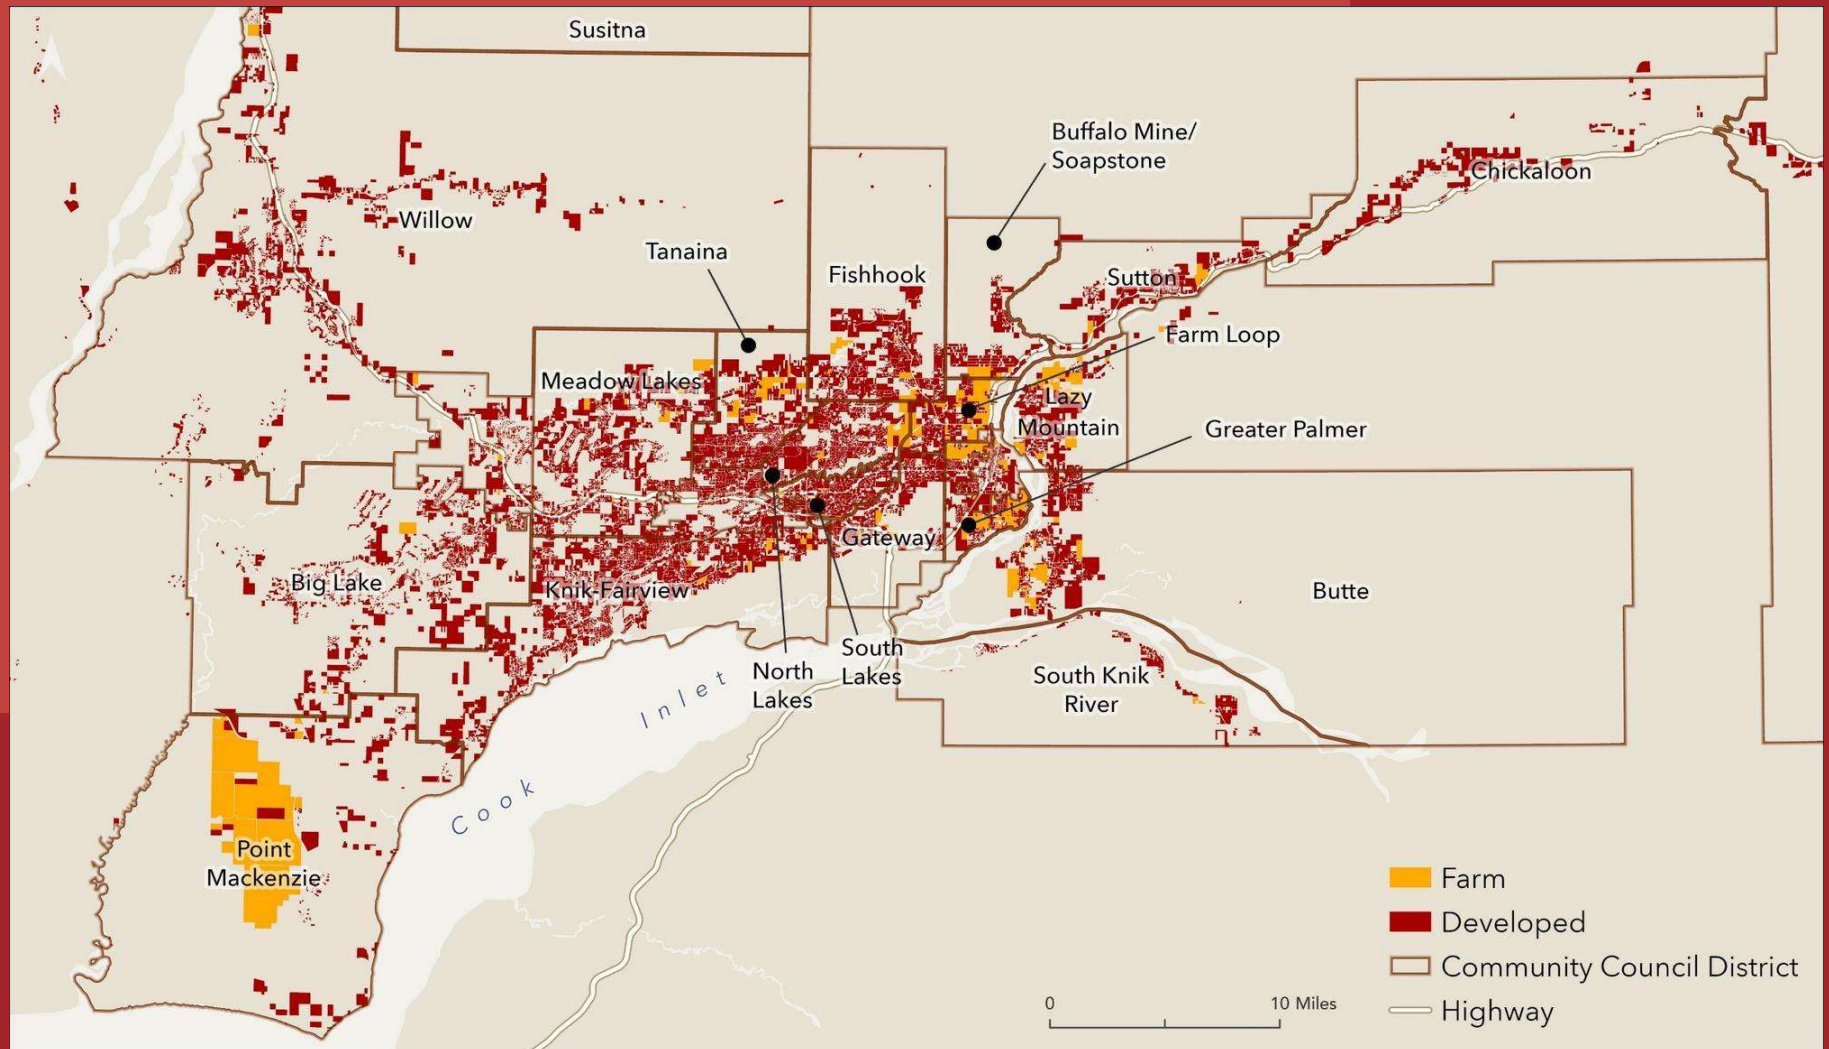 Susitna
Buffalo Mine/
Soapstone
Chickaloon
Willow
Tanaina
Fishhook
Sutton
Farm Loop
Meadow Lakes
Lazy
Mountain
Greater Palmer
Gateway
Big Lake
Knik-Fairview
Butte
North
Lakes
South
Lakes
South Knik
River
Cook Inlet
Point
Mackenzie
Farm
Developed
Community Council District
Highway
0 10 Miles